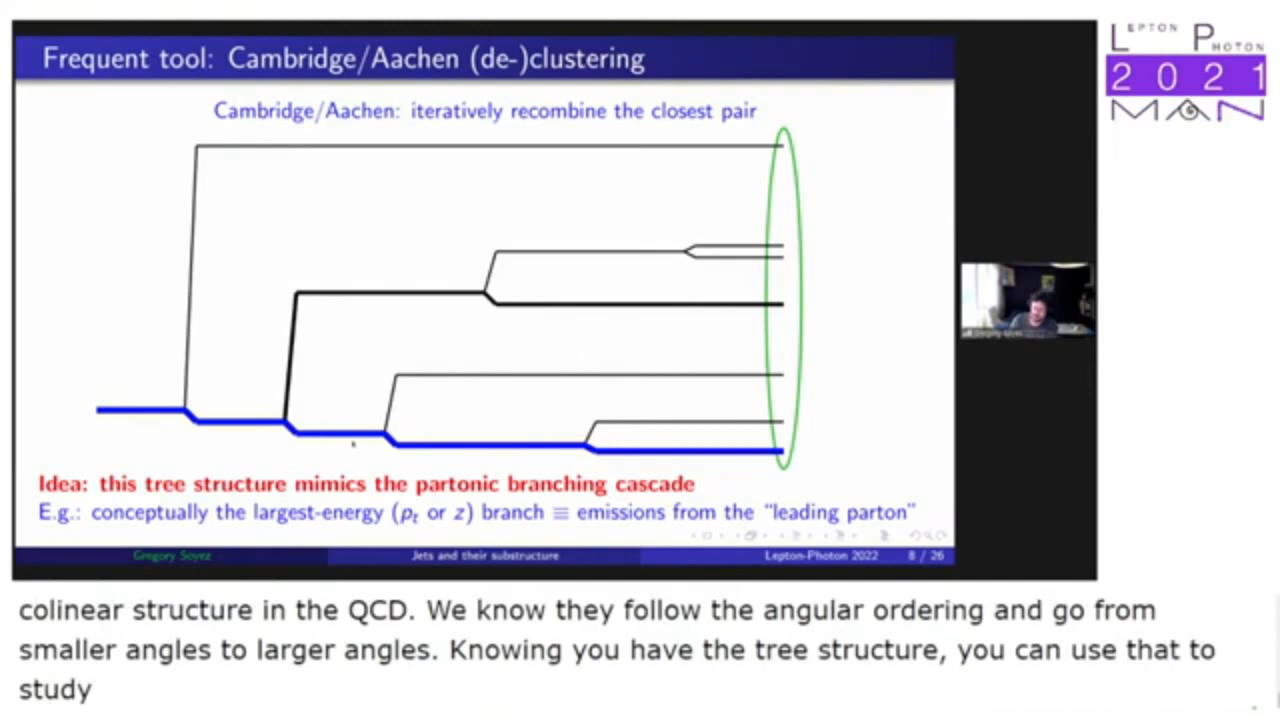 Frequent tool: Cambridge/Aachen (de-)clustering
LEPTON PHOTON
2021
MAN
Cambridge/Aachen: iteratively recombine the closest pair
Idea: this tree structure mimics the partonic branching cascade
E.g.: conceptually the largest-energy (pt or z) branch ≡ emissions from the “leading parton”
Gregory Soyez Jets and their substructure Lepton-Photon 2022 8 / 26
colinear structure in the QCD. We know they follow the angular ordering and go from
smaller angles to larger angles. Knowing you have the tree structure, you can use that to
study